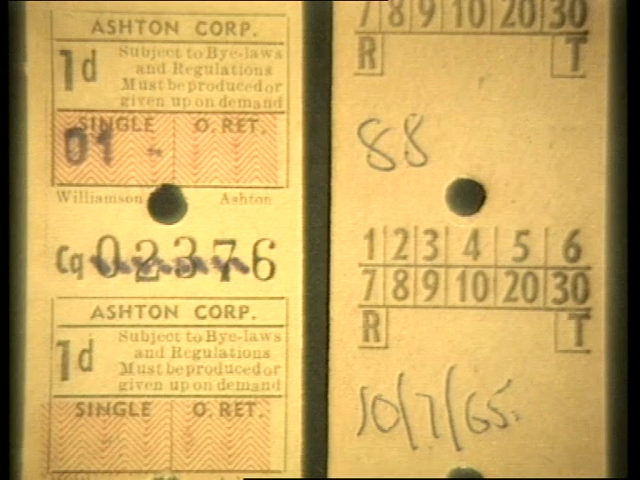 ASHTON CORP.
1d
Subject to Bye-laws
and Regulations
Must be produced or
given up on demand
SINGLE O. RET.
01
Williamson Ashton
Cq 02376
ASHTON CORP.
1d
Subject to Bye-laws
and Regulations
Must be produced or
given up on demand
SINGLE O. RET.
7 8 9 10 20 30
R T
88
1 2 3 4 5 6
7 8 9 10 20 30
R T
10/7/65.